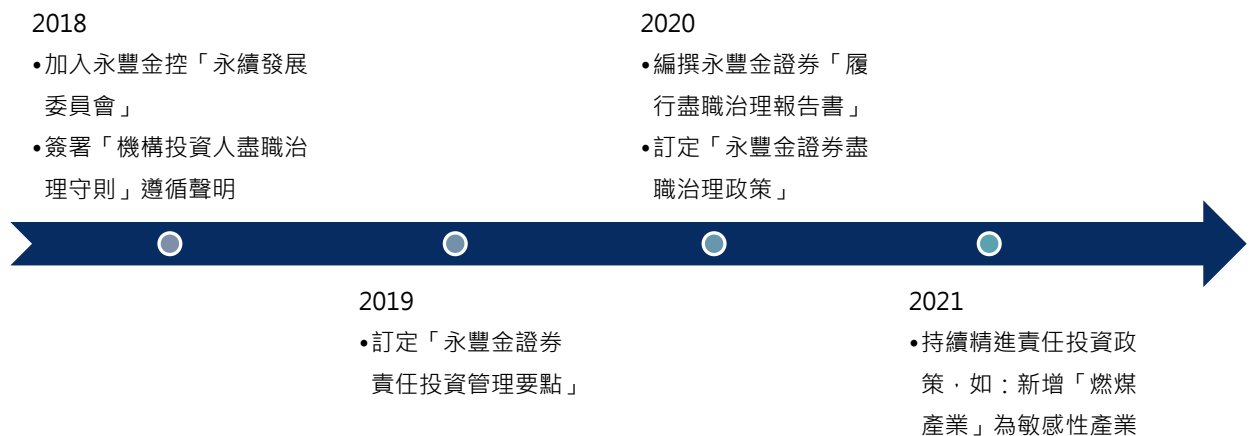 2018
•加入永豐金控「永續發展
委員會」
•簽署「機構投資人盡職治
理守則」遵循聲明
2019
•訂定「永豐金證券
責任投資管理要點」
2020
•編撰永豐金證券「履
行盡職治理報告書」
•訂定「永豐金證券盡
職治理政策」
2021
•持續精進責任投資政
策，如：新增「燃煤
產業」為敏感性產業